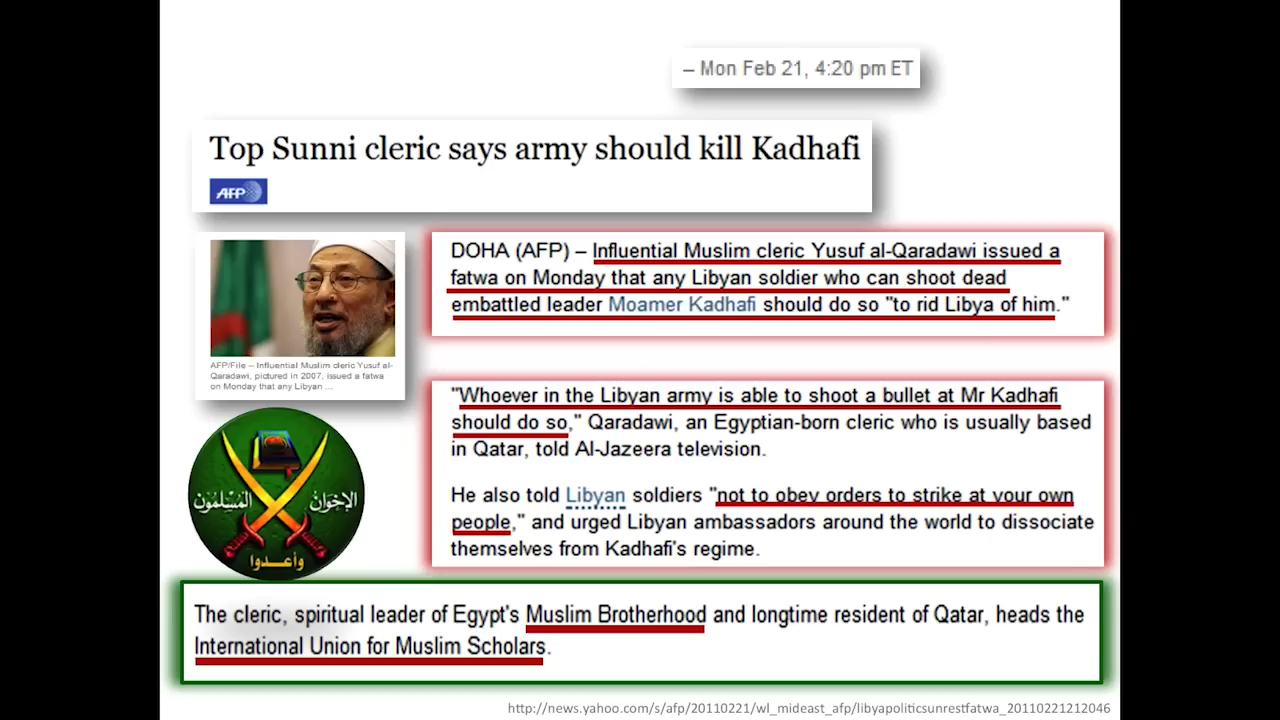 – Mon Feb 21, 4:20 pm ET
Top Sunni cleric says army should kill Kadhafi
AFP
DOHA (AFP) – Influential Muslim cleric Yusuf al-Qaradawi issued a
fatwa on Monday that any Libyan soldier who can shoot dead
embattled leader Moamer Kadhafi should do so "to rid Libya of him."
AFP/File – Influential Muslim cleric Yusuf al-
Qaradawi, pictured in 2007, issued a fatwa
on Monday that any Libyan ...
"Whoever in the Libyan army is able to shoot a bullet at Mr Kadhafi
should do so," Qaradawi, an Egyptian-born cleric who is usually based
in Qatar, told Al-Jazeera television.
He also told Libyan soldiers "not to obey orders to strike at your own
people," and urged Libyan ambassadors around the world to dissociate
themselves from Kadhafi's regime.
الإخوان المسلمون
وأعدوا
The cleric, spiritual leader of Egypt's Muslim Brotherhood and longtime resident of Qatar, heads the
International Union for Muslim Scholars.
http://news.yahoo.com/s/afp/20110221/wl_mideast_afp/libyapoliticsunrestfatwa_20110221212046